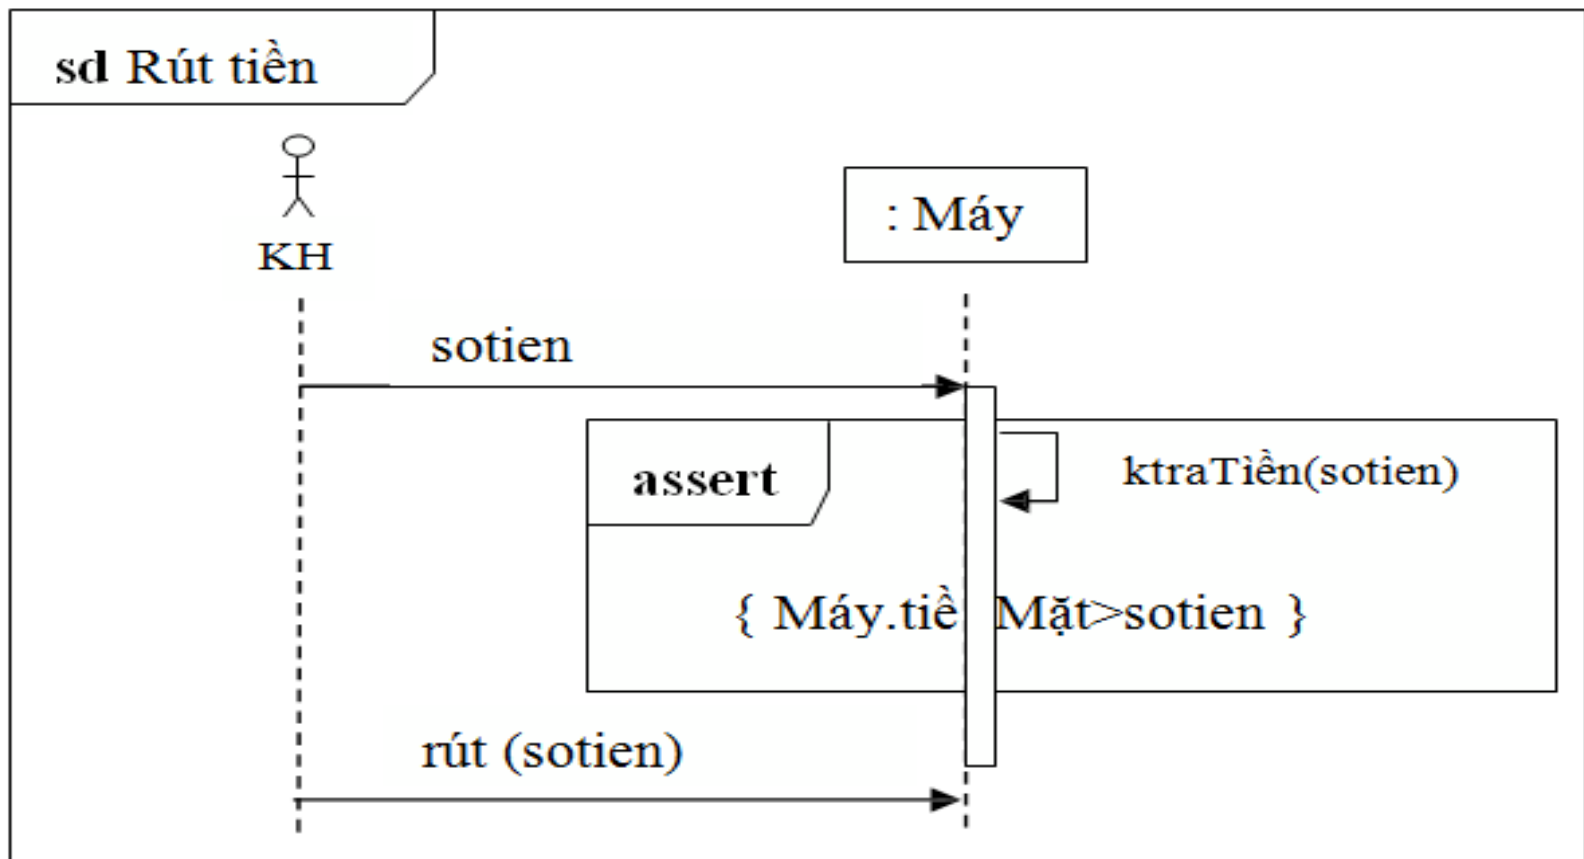 sd Rút tiền
: Máy
KH
sotien
assert
ktraTiền(sotien)
{ Máy.tiề Mặt>sotien }
rút (sotien)